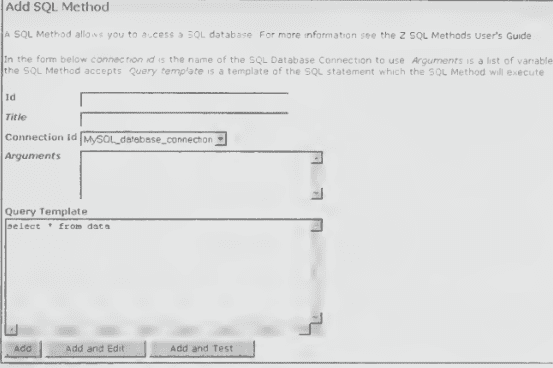 Add SQL Method
A SQL Method allows you to access a SQL database. For more information see the Z SQL Methods User's Guide
In the form below connection id is the name of the SQL Database Connection to use. Arguments is a list of variable
the SQL Method accepts. Query template is a template of the SQL statement which the SQL Method will execute
Id
Title
Connection Id MySQL_database_connection
Arguments
Query Template
select * from data
Add Add and Edit Add and Test